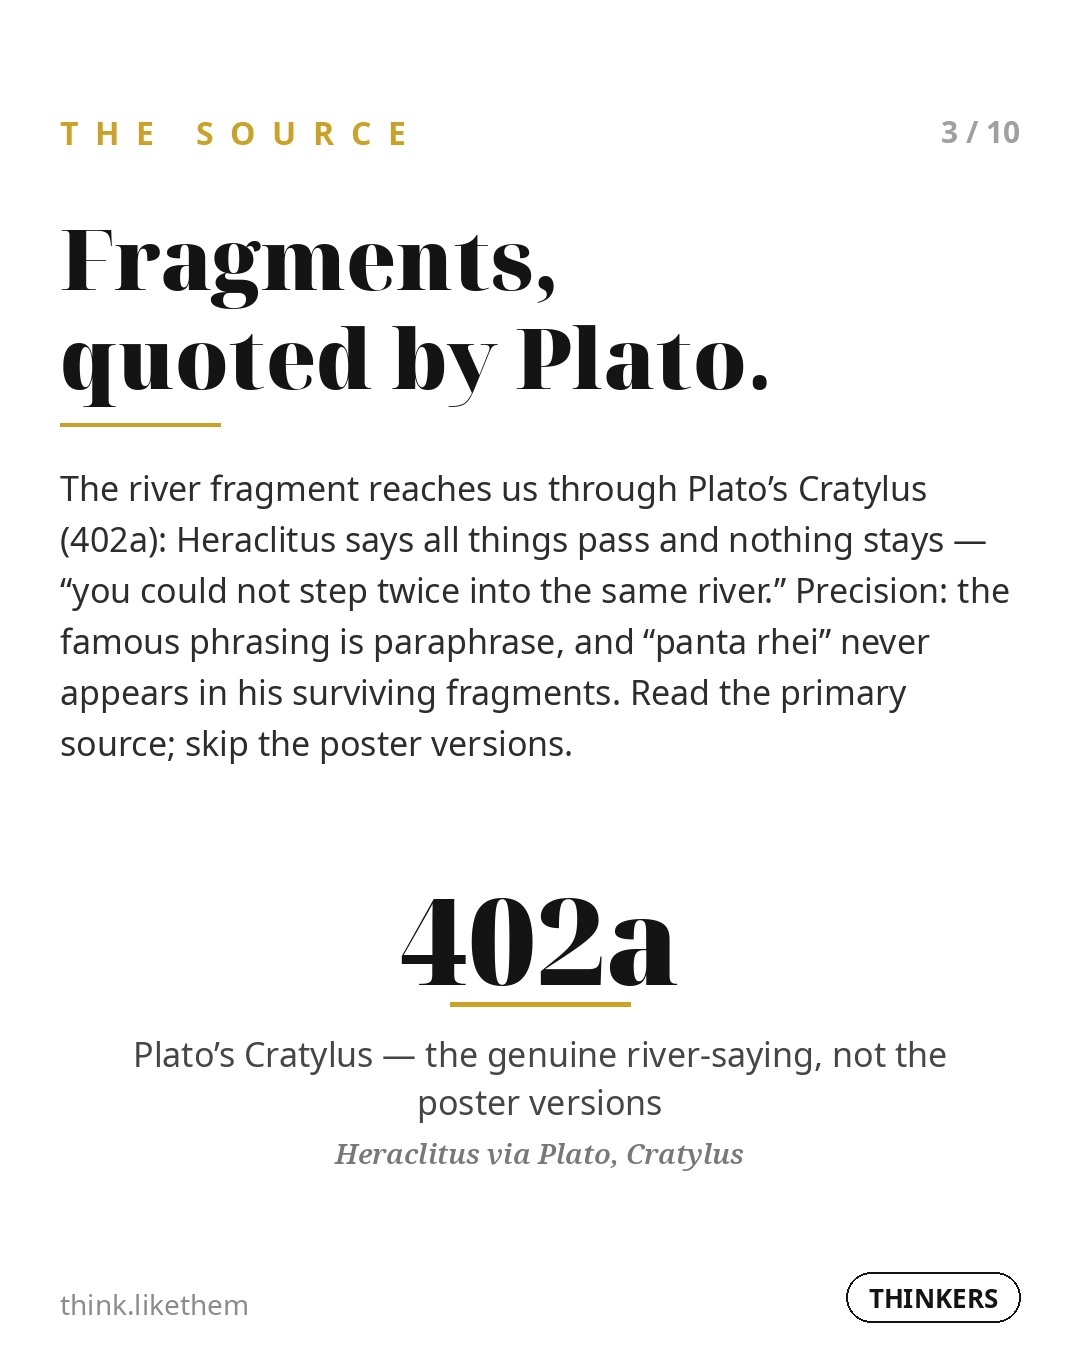 THE SOURCE
3 / 10
Fragments,
quoted by Plato.
The river fragment reaches us through Plato’s Cratylus
(402a): Heraclitus says all things pass and nothing stays —
“you could not step twice into the same river.” Precision: the
famous phrasing is paraphrase, and “panta rhei” never
appears in his surviving fragments. Read the primary
source; skip the poster versions.
402a
Plato’s Cratylus — the genuine river-saying, not the
poster versions
Heraclitus via Plato, Cratylus
think.likethem
THINKERS